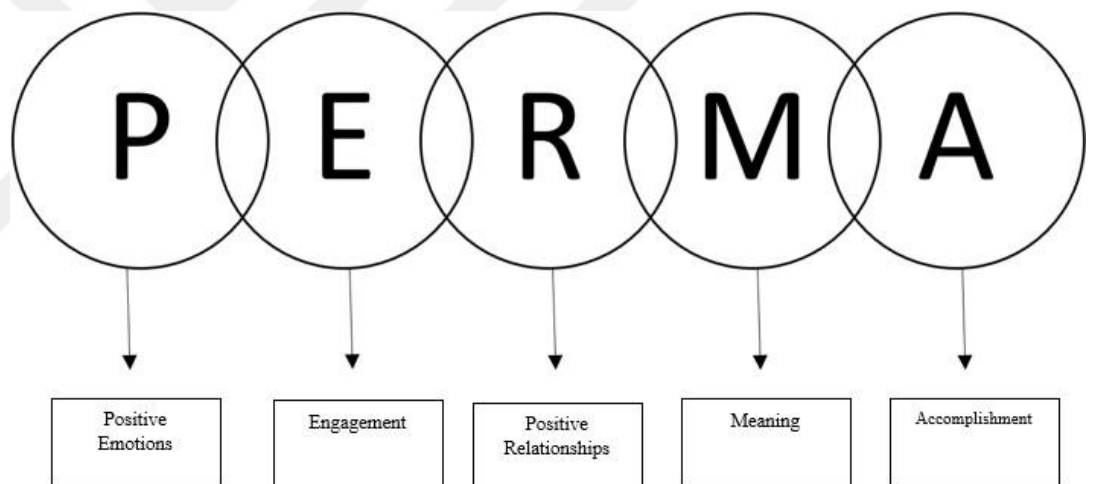 P E R M A
Positive
Emotions
Engagement
Positive
Relationships
Meaning
Accomplishment